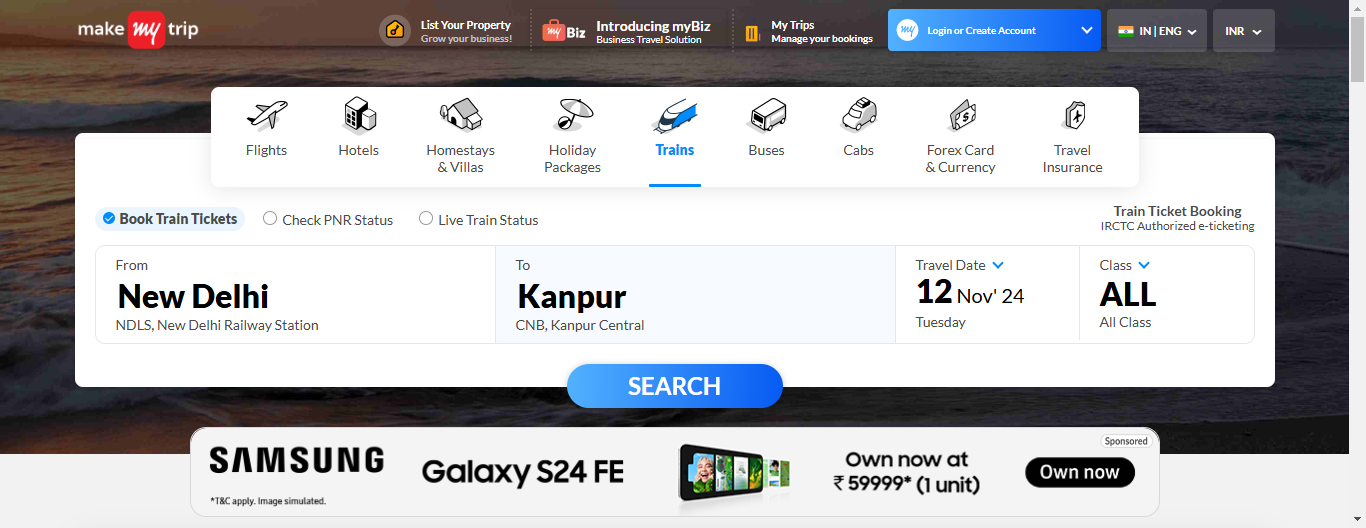 make my trip
List Your Property
Grow your business!
my Biz
Introducing myBiz
Business Travel Solution
My Trips
Manage your bookings
my
Login or Create Account
IN | ENG
INR
Flights
Hotels
Homestays
& Villas
Holiday
Packages
Trains
Buses
Cabs
Forex Card
& Currency
Travel
Insurance
Book Train Tickets
Check PNR Status
Live Train Status
Train Ticket Booking
IRCTC Authorized e-ticketing
From
New Delhi
NDLS, New Delhi Railway Station
To
Kanpur
CNB, Kanpur Central
Travel Date
12 Nov' 24
Tuesday
Class
ALL
All Class
SEARCH
Sponsored
SAMSUNG
*T&C apply. Image simulated.
Galaxy S24 FE
Own now at
₹ 59999* (1 unit)
Own now